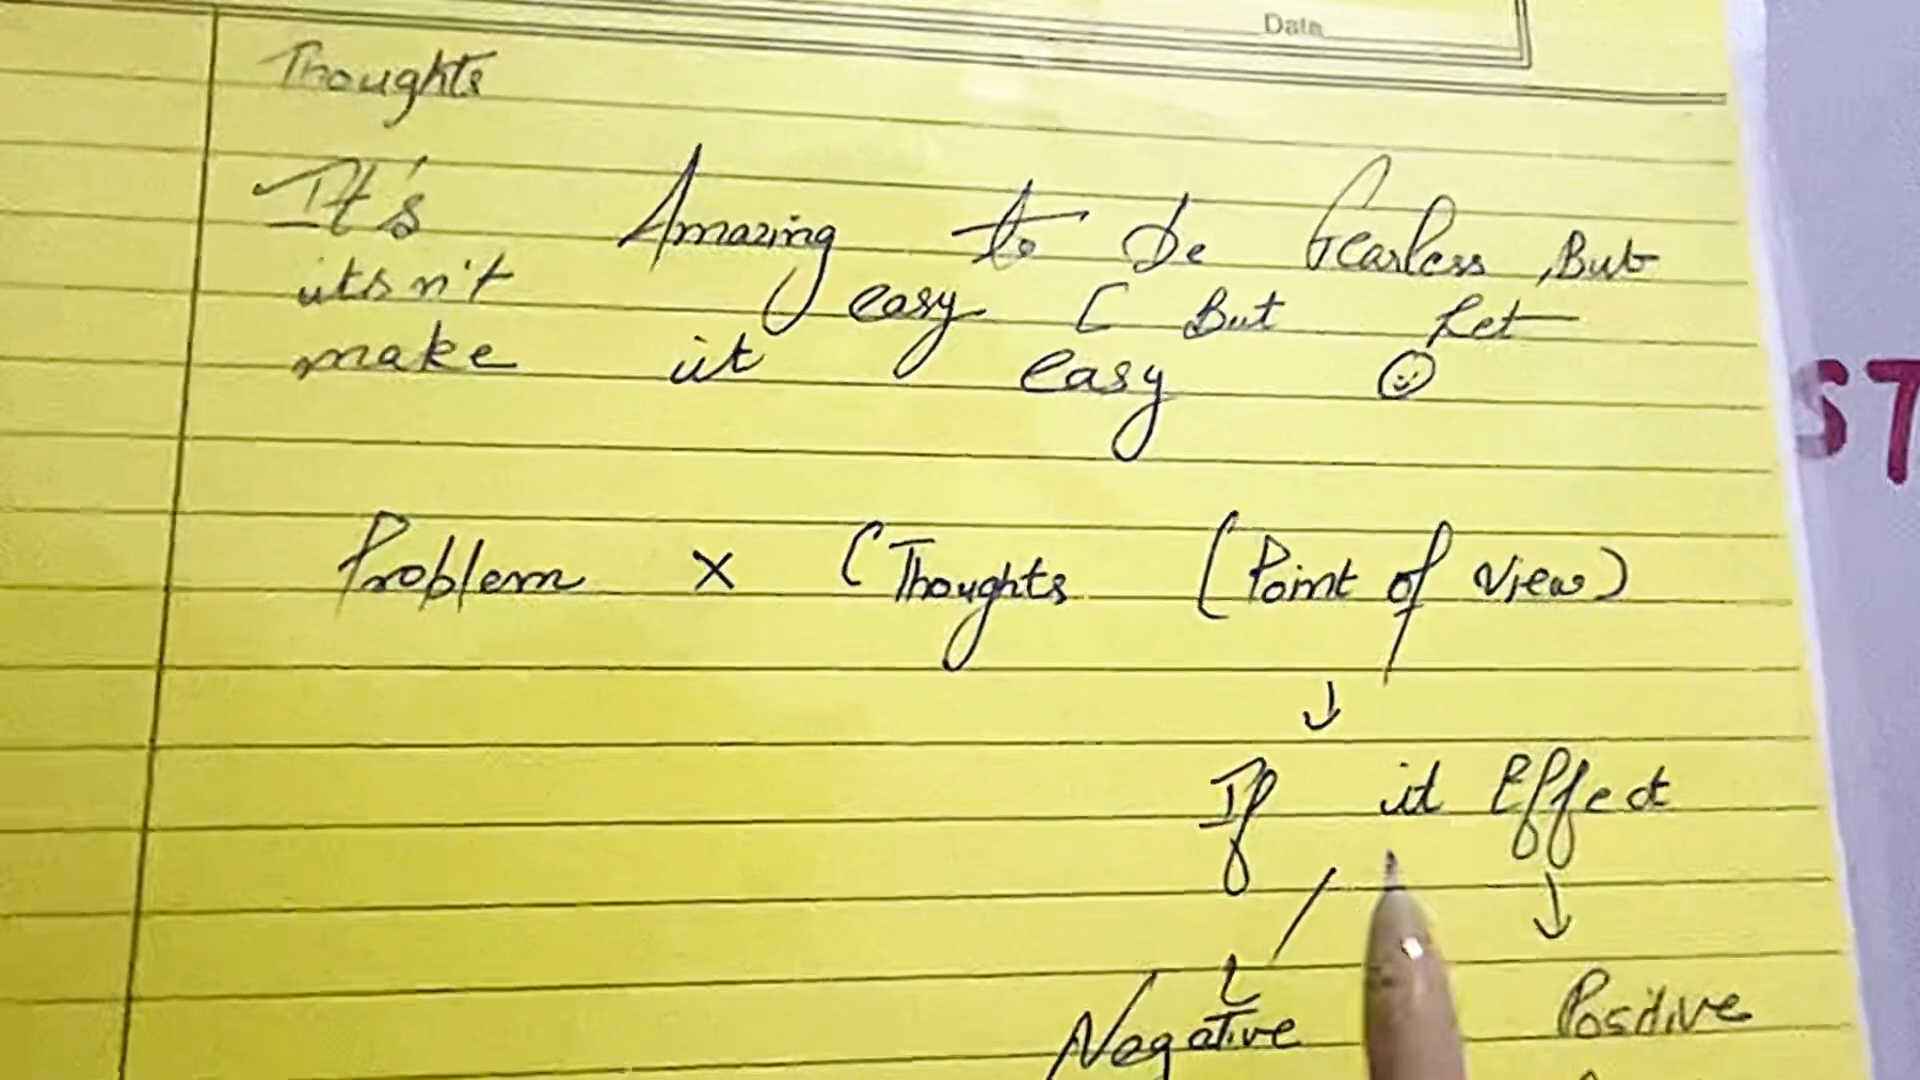 Date
Thoughts
It's Amazing to be Fearless, But
itsn't easy [ But Let
make it easy ☺
Problem × (Thoughts (Point of view)
↓
If it Effect
↓
Negative Positive
ST